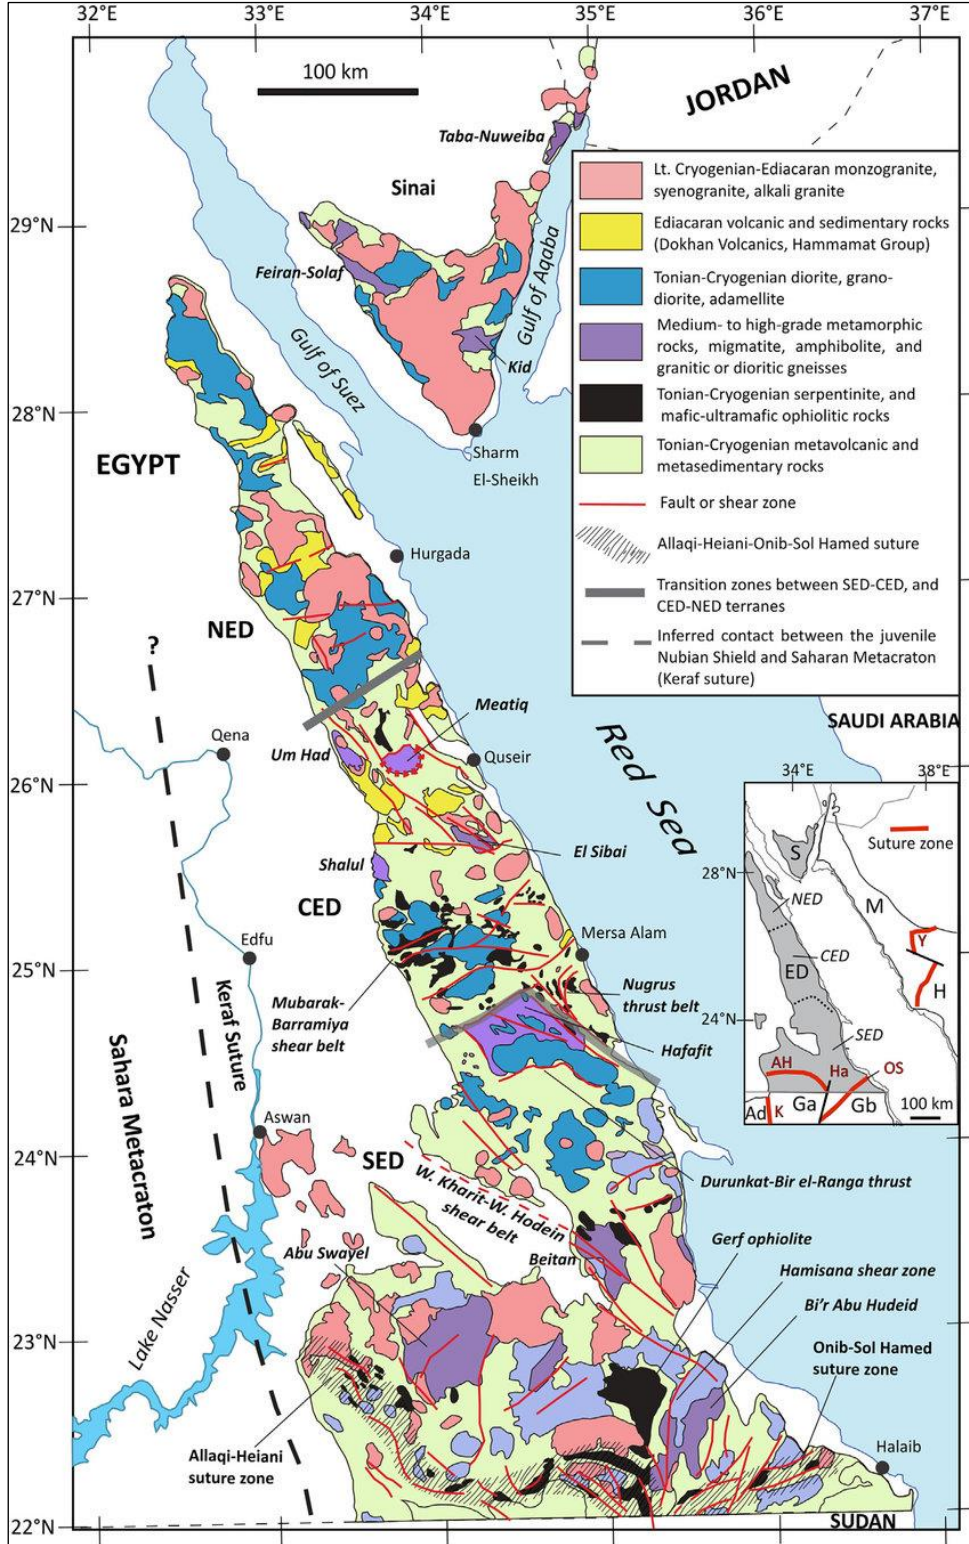 32°E 33°E 34°E 35°E 36°E 37°E
100 km
JORDAN
Taba-Nuweiba
Sinai
29°N
Feiran-Solaf
Gulf of Aqaba
Gulf of Suez
Kid
28°N
Sharm
El-Sheikh
EGYPT
Hurgada
27°N
NED
?
Meatiq
Qena
Um Had
Quseir
26°N
Red Sea
El Sibai
Shalul
CED
Edfu
Mersa Alam
25°N
Keraf Suture
Mubarak-
Barramiya
shear belt
Nugrus
thrust belt
Hafafit
Sahara Metacraton
Aswan
24°N
SED
W. Kharit-W. Hodein
shear belt
Durunkat-Bir el-Ranga thrust
Abu Swayel
Beitan
Gerf ophiolite
Hamisana shear zone
Bi'r Abu Hudeid
Lake Nasser
23°N
Onib-Sol Hamed
suture zone
Allaqi-Heiani
suture zone
Halaib
22°N
SUDAN
SAUDI ARABIA
Lt. Cryogenian-Ediacaran monzogranite,
syenogranite, alkali granite
Ediacaran volcanic and sedimentary rocks
(Dokhan Volcanics, Hammamat Group)
Tonian-Cryogenian diorite, grano-
diorite, adamellite
Medium- to high-grade metamorphic
rocks, migmatite, amphibolite, and
granitic or dioritic gneisses
Tonian-Cryogenian serpentinite, and
mafic-ultramafic ophiolitic rocks
Tonian-Cryogenian metavolcanic and
metasedimentary rocks
Fault or shear zone
Allaqi-Heiani-Onib-Sol Hamed suture
Transition zones between SED-CED, and
CED-NED terranes
Inferred contact between the juvenile
Nubian Shield and Saharan Metacraton
(Keraf suture)
34°E 38°E
Suture zone
S
28°N
NED
M
Y
CED
ED
H
24°N
SED
AH
Ha
OS
Ad
K
Ga
Gb
100 km